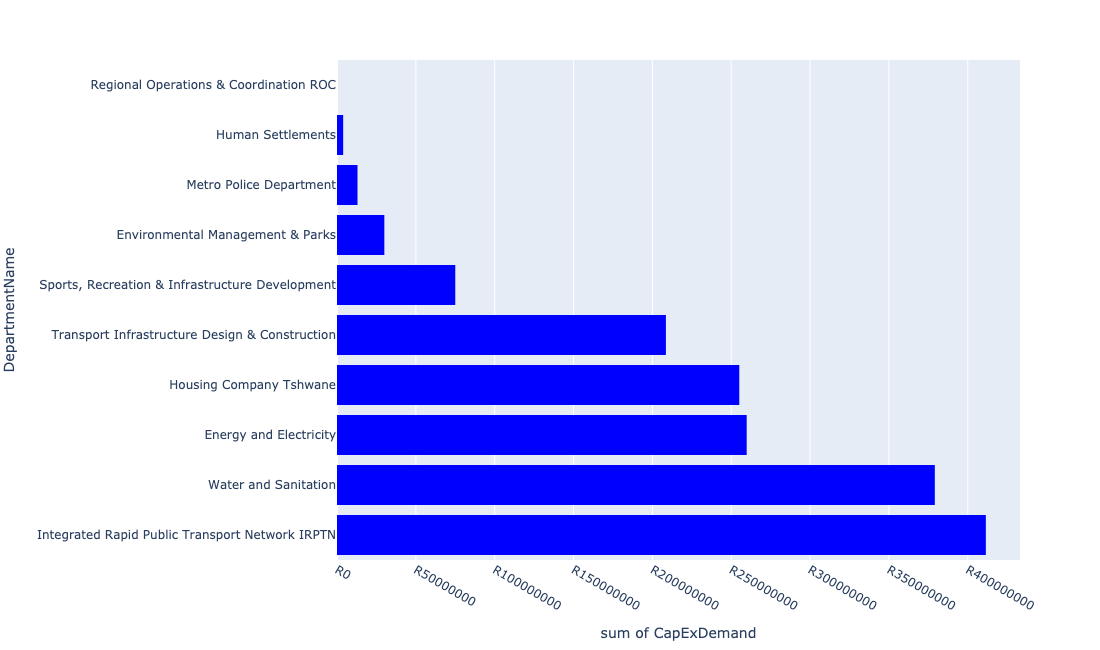 Regional Operations & Coordination ROC
Human Settlements
Metro Police Department
Environmental Management & Parks
Sports, Recreation & Infrastructure Development
Transport Infrastructure Design & Construction
Housing Company Tshwane
Energy and Electricity
Water and Sanitation
Integrated Rapid Public Transport Network IRPTN
DepartmentName
R0
R50000000
R100000000
R150000000
R200000000
R250000000
R300000000
R350000000
R400000000
sum of CapExDemand